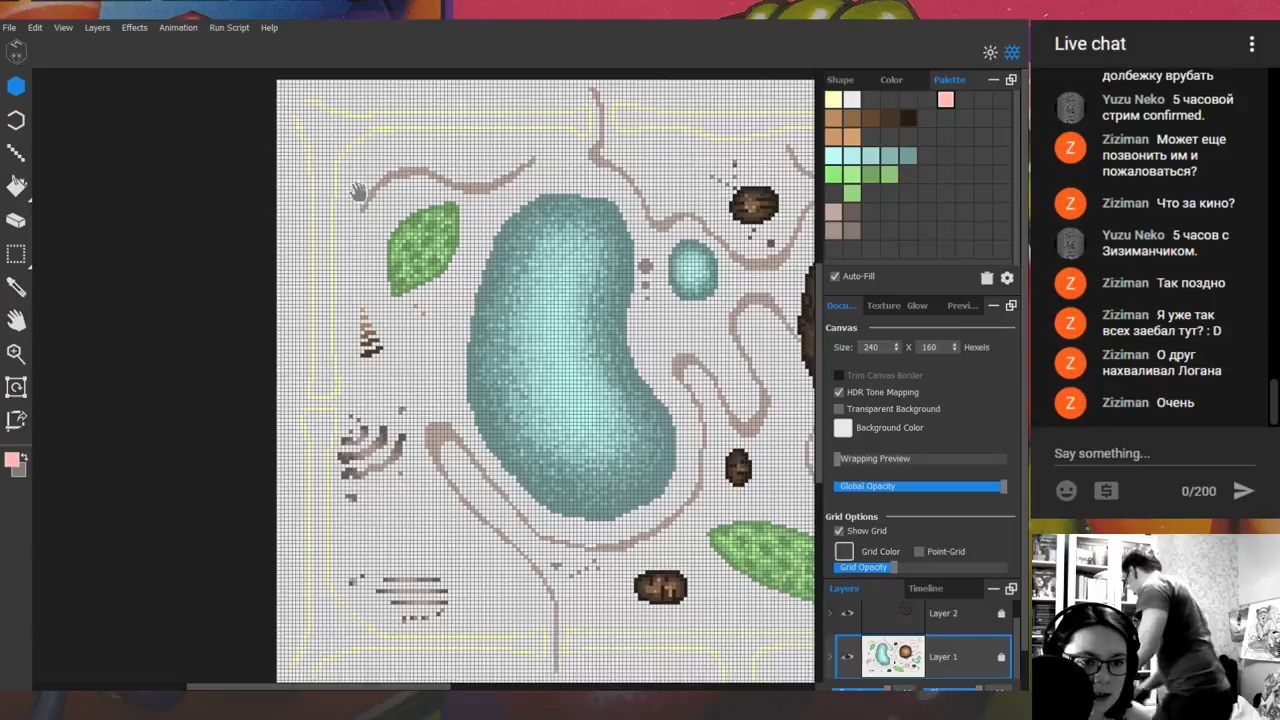 File Edit View Layers Effects Animation Run Script Help
Shape Color Palette
Auto-Fill
Docu... Texture Glow Previ...
Canvas
Size: 240 X 160 Hexels
Trim Canvas Border
HDR Tone Mapping
Transparent Background
Background Color
Wrapping Preview
Global Opacity
Grid Options
Show Grid
Grid Color Point-Grid
Grid Opacity
Layers Timeline
Layer 2
Layer 1
Live chat
долбежку врубать
Yuzu Neko 5 часовой
стрим confirmed.
Z Ziziman Может еще
позвонить им и
пожаловаться?
Z Ziziman Что за кино?
Yuzu Neko 5 часов с
Зизиманчиком.
Z Ziziman Так поздно
Z Ziziman Я уже так
всех заебал тут? : D
Z Ziziman О друг
нахваливал Логана
Z Ziziman Очень
Say something...
0/200